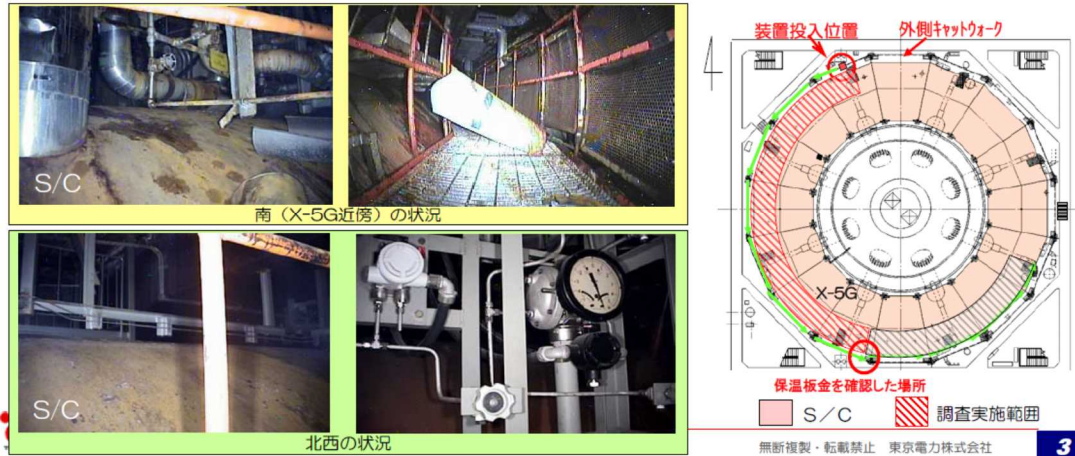 S/C
南（X-5G近傍）の状況
S/C
北西の状況
装置投入位置
外側キャットウォーク
X-5G
保温板金を確認した場所
S／C
調査実施範囲
無断複製・転載禁止　東京電力株式会社
3